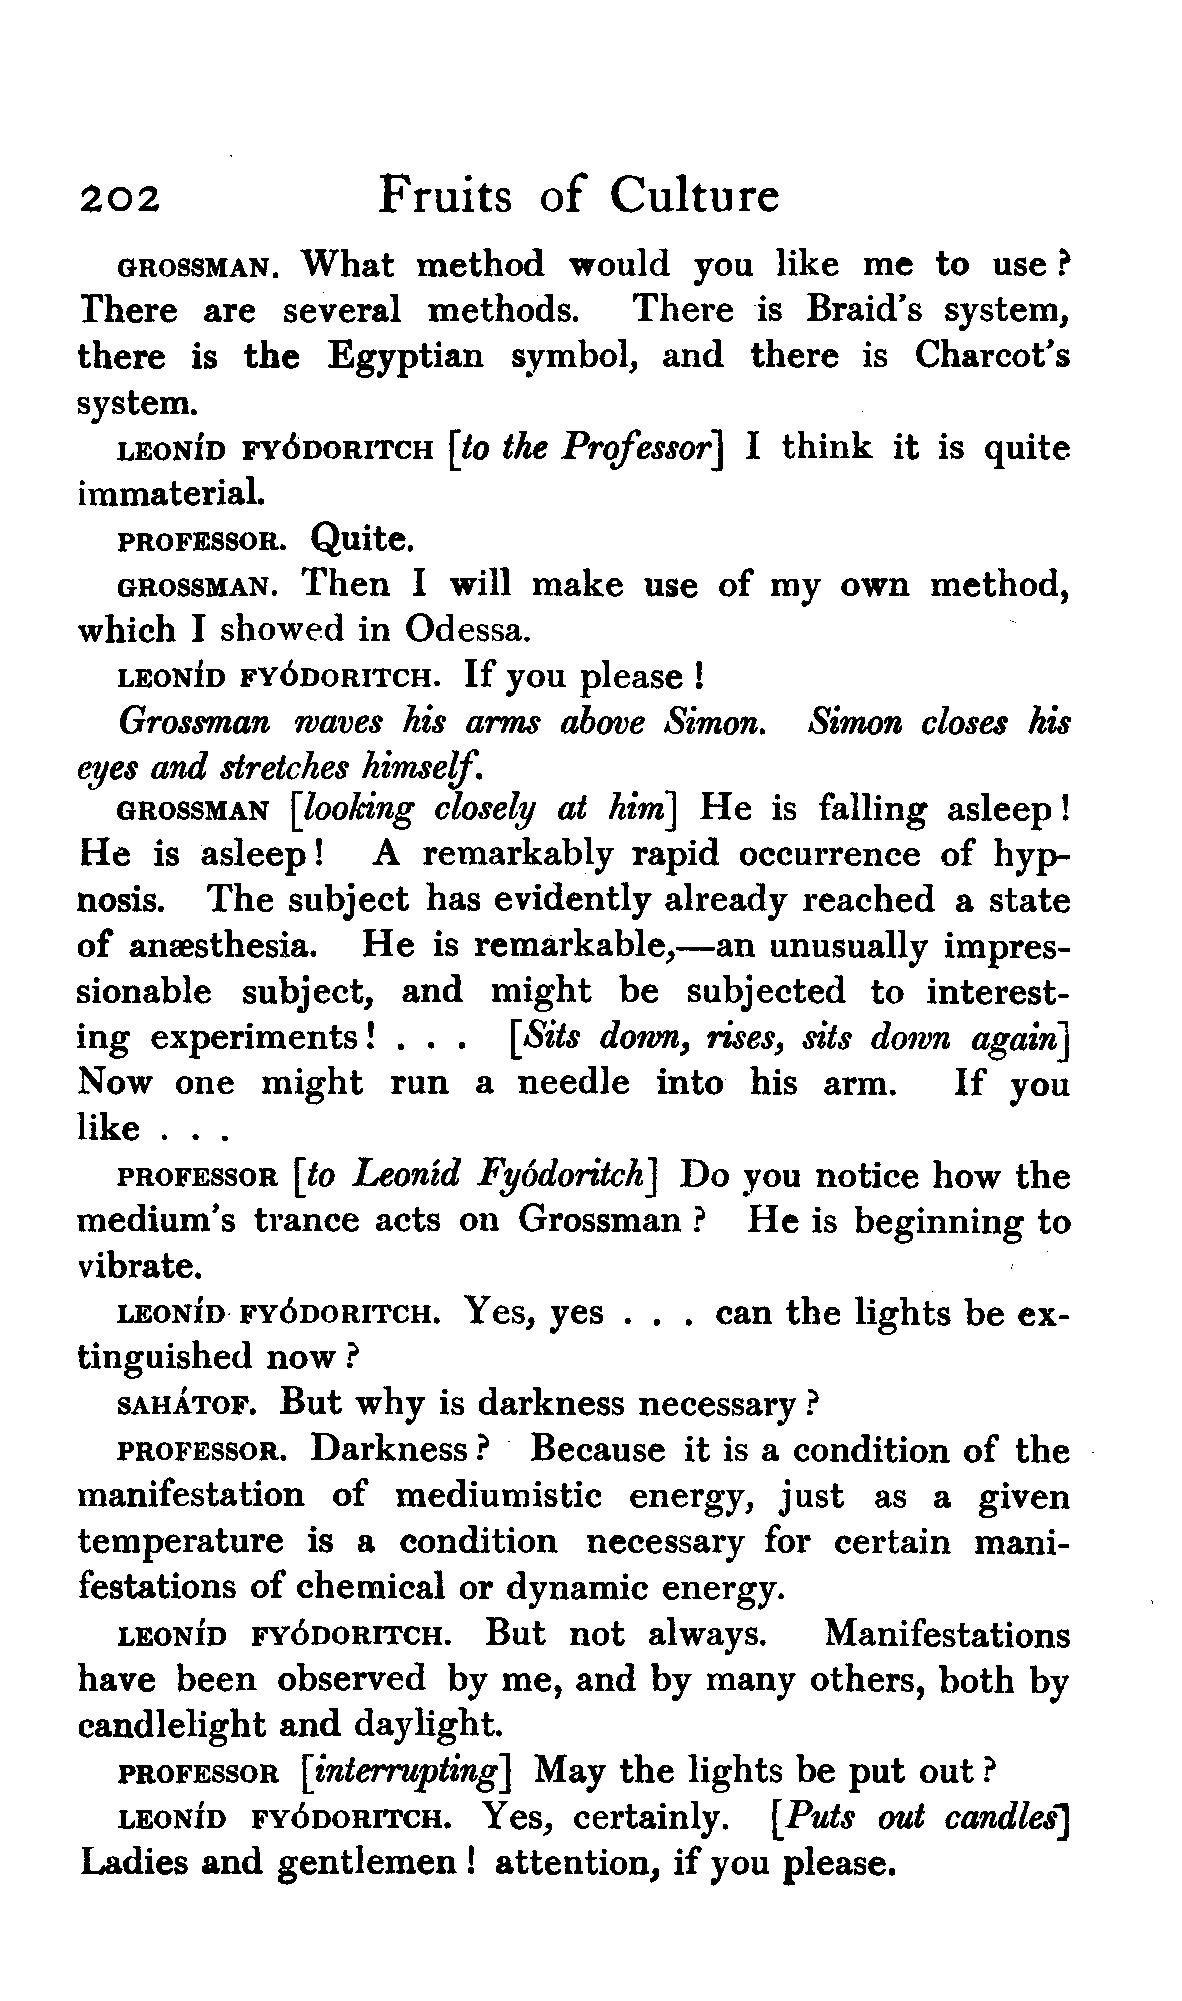 202 Fruits of Culture
GROSSMAN. What method would you like me to use?
There are several methods. There is Braid's system,
there is the Egyptian symbol, and there is Charcot's
system.
LEONÍD FYÓDORITCH [to the Professor] I think it is quite
immaterial.
PROFESSOR. Quite.
GROSSMAN. Then I will make use of my own method,
which I showed in Odessa.
LEONÍD FYÓDORITCH. If you please!
Grossman waves his arms above Simon. Simon closes his
eyes and stretches himself.
GROSSMAN [looking closely at him] He is falling asleep!
He is asleep! A remarkably rapid occurrence of hyp-
nosis. The subject has evidently already reached a state
of anæsthesia. He is remarkable,—an unusually impres-
sionable subject, and might be subjected to interest-
ing experiments! . . . [Sits down, rises, sits down again]
Now one might run a needle into his arm. If you
like . . .
PROFESSOR [to Leoníd Fyódoritch] Do you notice how the
medium's trance acts on Grossman? He is beginning to
vibrate.
LEONÍD FYÓDORITCH. Yes, yes . . . can the lights be ex-
tinguished now?
SAHÁTOF. But why is darkness necessary?
PROFESSOR. Darkness? Because it is a condition of the
manifestation of mediumistic energy, just as a given
temperature is a condition necessary for certain mani-
festations of chemical or dynamic energy.
LEONÍD FYÓDORITCH. But not always. Manifestations
have been observed by me, and by many others, both by
candlelight and daylight.
PROFESSOR [interrupting] May the lights be put out?
LEONÍD FYÓDORITCH. Yes, certainly. [Puts out candles]
Ladies and gentlemen! attention, if you please.